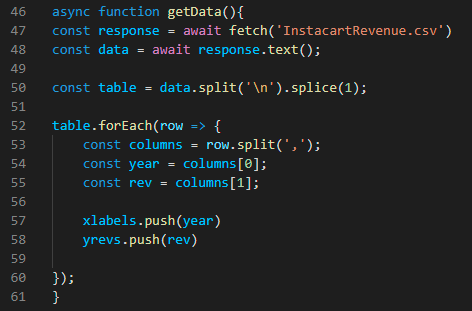 46 async function getData(){
47 const response = await fetch('InstacartRevenue.csv')
48 const data = await response.text();
49
50 const table = data.split('\n').splice(1);
51
52 table.forEach(row => {
53     const columns = row.split(',');
54     const year = columns[0];
55     const rev = columns[1];
56
57     xlabels.push(year)
58     yrevs.push(rev)
59
60 });
61 }